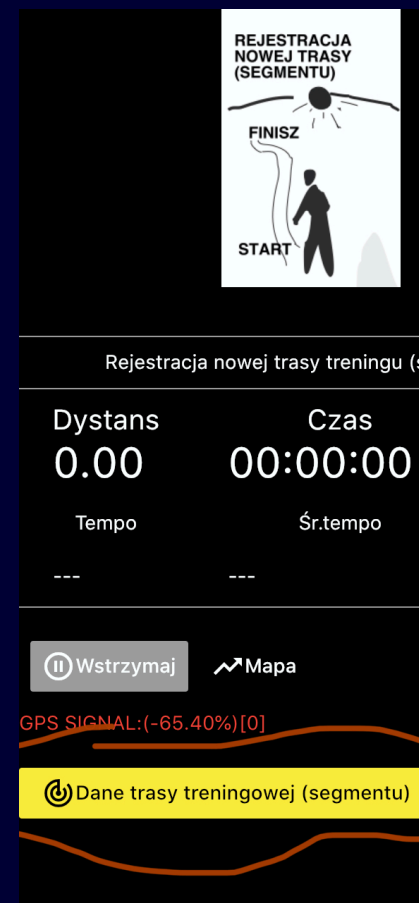 REJESTRACJA
NOWEJ TRASY
(SEGMENTU)
FINISZ
START
Rejestracja nowej trasy treningu (s
Dystans Czas
0.00 00:00:00
Tempo Śr.tempo
--- ---
Wstrzymaj Mapa
GPS SIGNAL:(-65.40%)[0]
Dane trasy treningowej (segmentu)